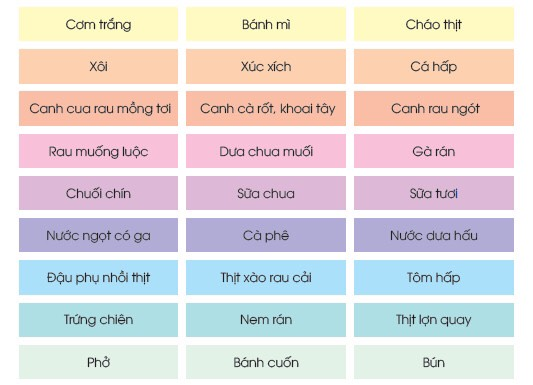 Cơm trắng Bánh mì Cháo thịt
Xôi Xúc xích Cá hấp
Canh cua rau mồng tơi Canh cà rốt, khoai tây Canh rau ngót
Rau muống luộc Dưa chua muối Gà rán
Chuối chín Sữa chua Sữa tươi
Nước ngọt có ga Cà phê Nước dưa hấu
Đậu phụ nhồi thịt Thịt xào rau cải Tôm hấp
Trứng chiên Nem rán Thịt lợn quay
Phở Bánh cuốn Bún